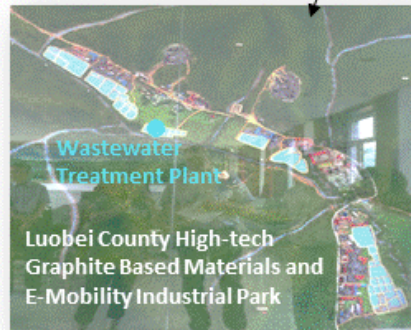 Wastewater
Treatment Plant
Luobei County High-tech
Graphite Based Materials and
E-Mobility Industrial Park